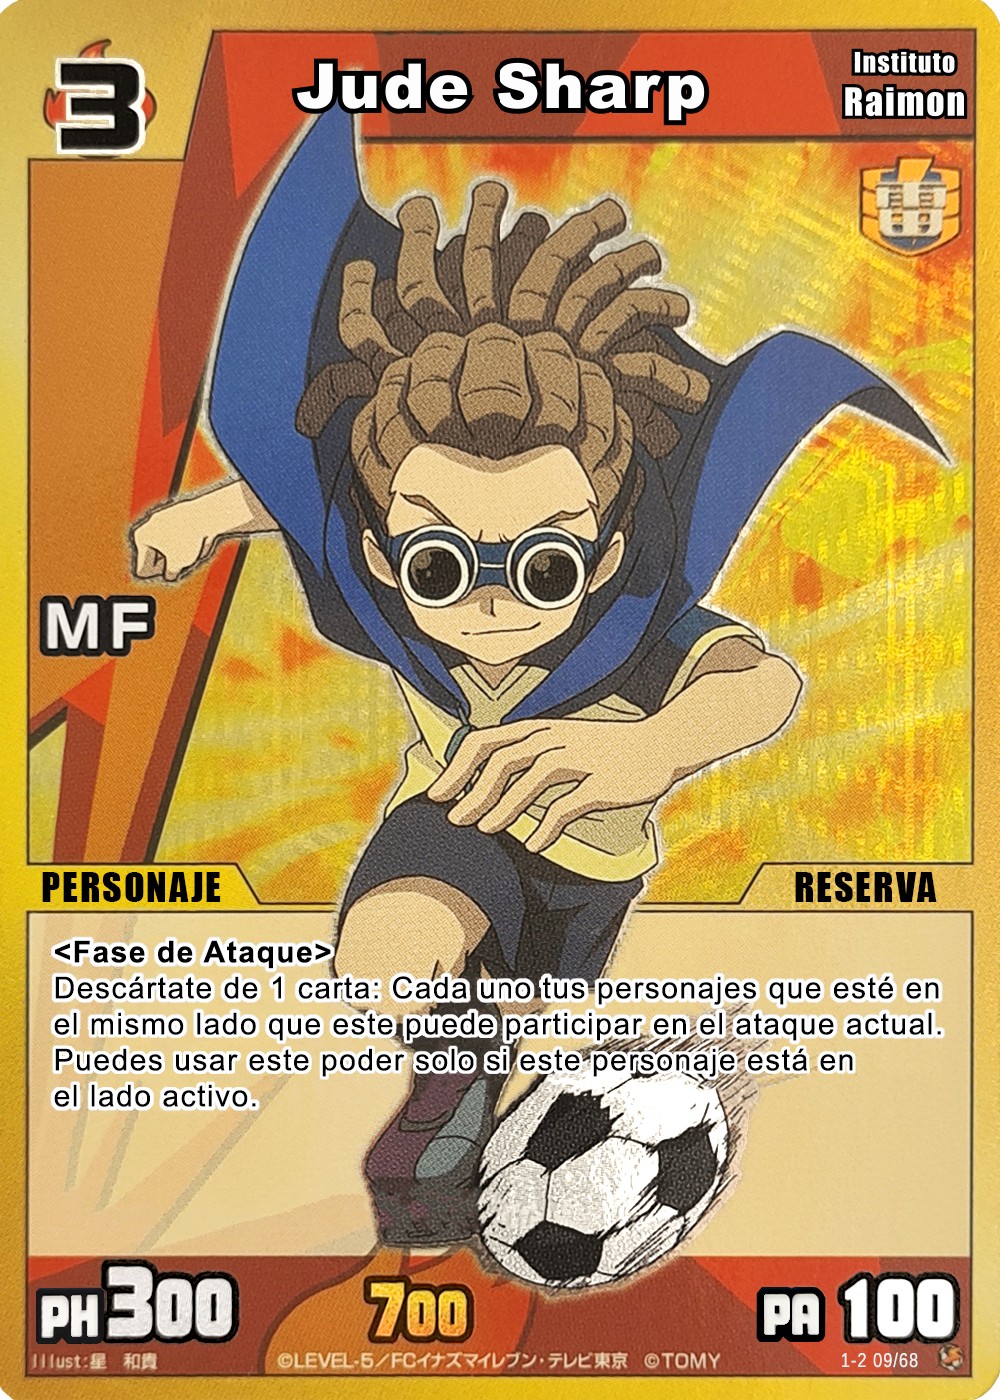 3
Jude Sharp
Instituto
Raimon
MF
PERSONAJE
RESERVA
<Fase de Ataque>
Descártate de 1 carta: Cada uno tus personajes que esté en
el mismo lado que este puede participar en el ataque actual.
Puedes usar este poder solo si este personaje está en
el lado activo.
PH 300
700
PA 100
Illust:星 和貴
©LEVEL-5/FCイナズマイレブン・テレビ東京 ©TOMY
1-2 09/68